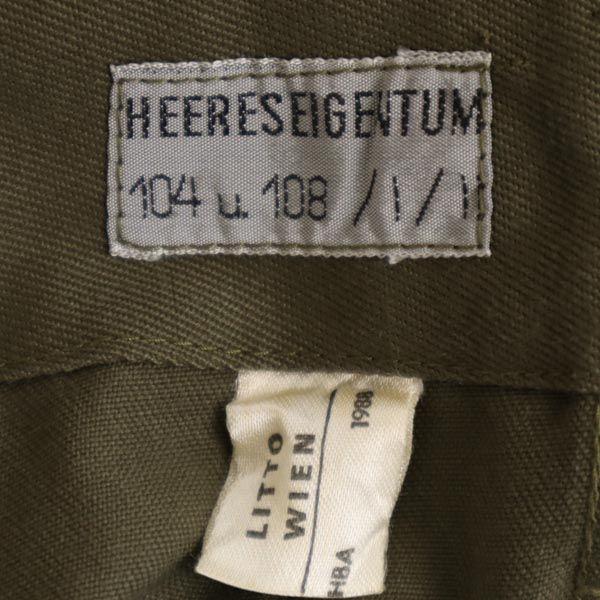 HEERESEIGENTUM
104 u. 108 /1/1
LITTO
WIEN
HBA 1988